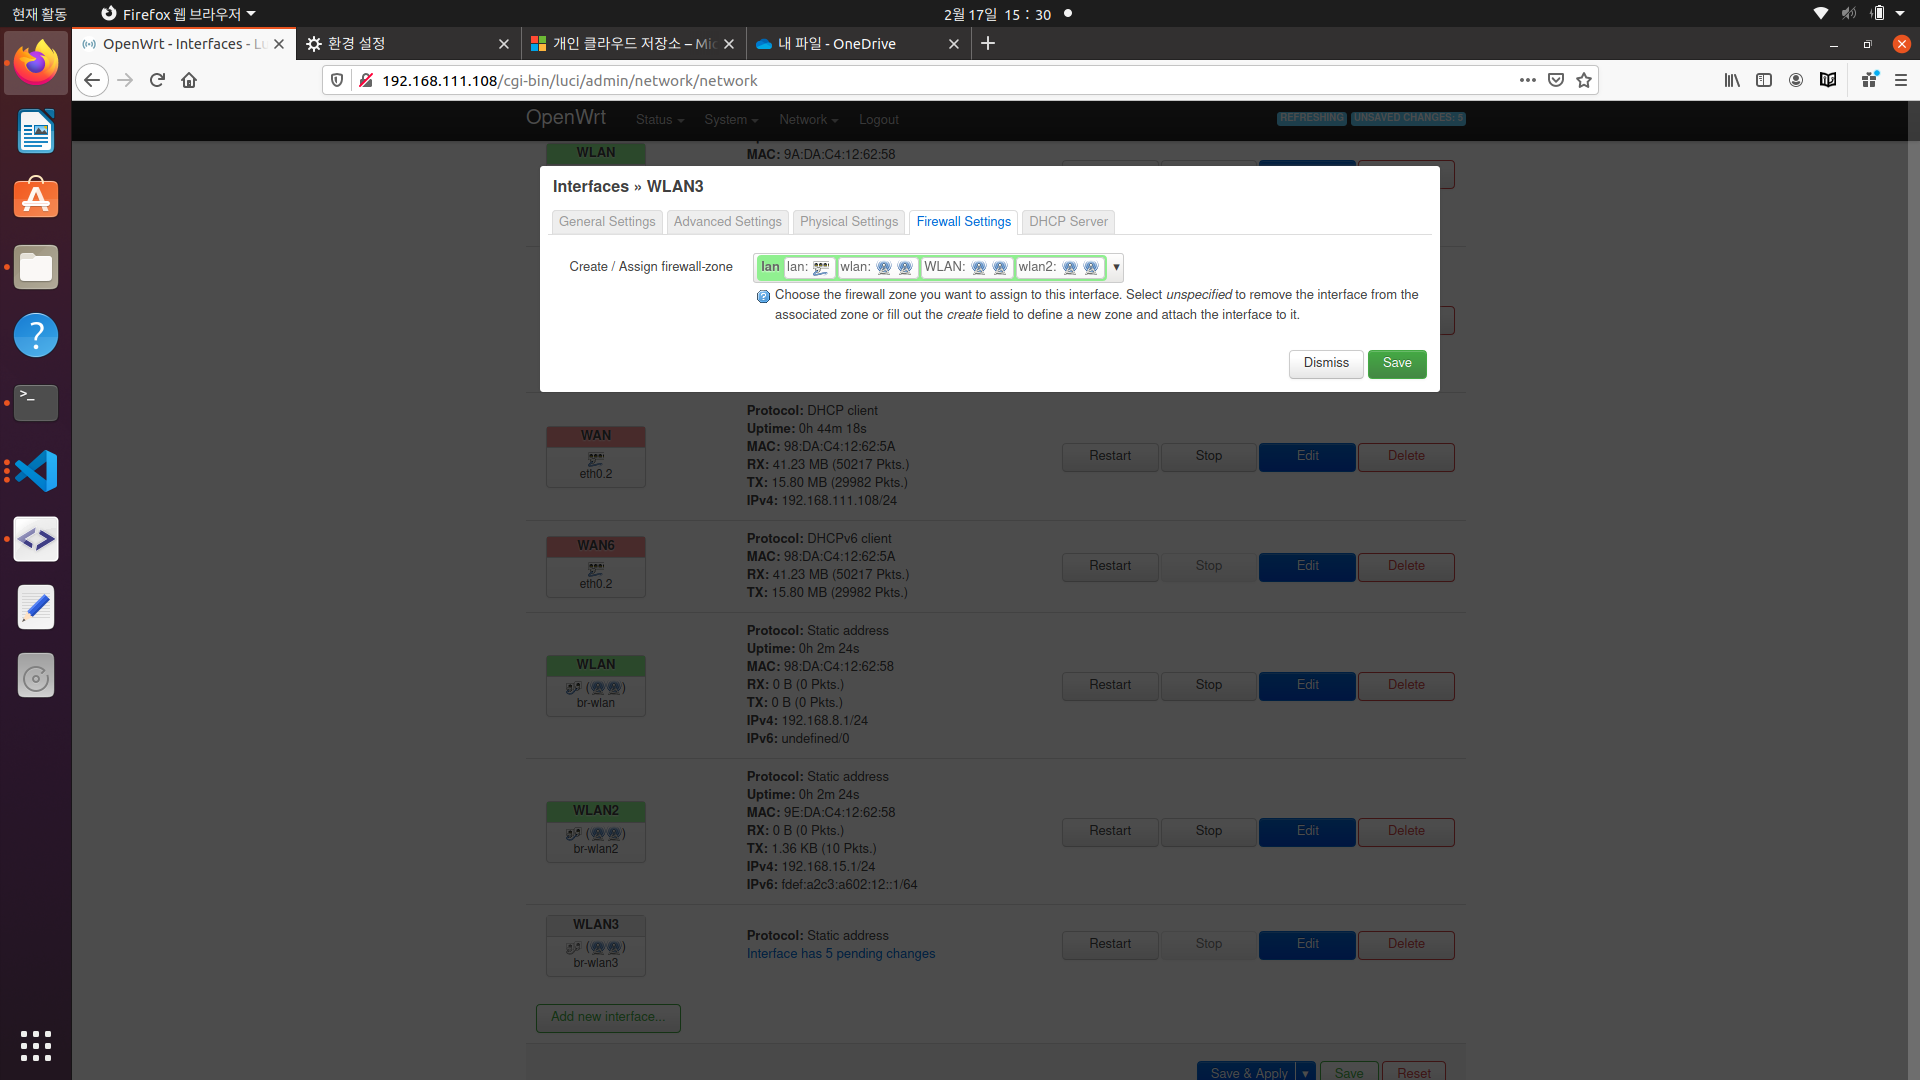 현재 활동
Firefox 웹 브라우저
2월 17일 15 : 30
OpenWrt - Interfaces - Lu
환경 설정
개인 클라우드 저장소 – Mic
내 파일 - OneDrive
192.168.111.108/cgi-bin/luci/admin/network/network
OpenWrt
Status
System
Network
Logout
REFRESHING
UNSAVED CHANGES: 5
WLAN
MAC: 9A:DA:C4:12:62:58
Interfaces » WLAN3
General Settings
Advanced Settings
Physical Settings
Firewall Settings
DHCP Server
Create / Assign firewall-zone
lan lan: wlan: WLAN: wlan2:
Choose the firewall zone you want to assign to this interface. Select unspecified to remove the interface from the
associated zone or fill out the create field to define a new zone and attach the interface to it.
Dismiss
Save
WAN
eth0.2
Protocol: DHCP client
Uptime: 0h 44m 18s
MAC: 98:DA:C4:12:62:5A
RX: 41.23 MB (50217 Pkts.)
TX: 15.80 MB (29982 Pkts.)
IPv4: 192.168.111.108/24
Restart
Stop
Edit
Delete
WAN6
eth0.2
Protocol: DHCPv6 client
MAC: 98:DA:C4:12:62:5A
RX: 41.23 MB (50217 Pkts.)
TX: 15.80 MB (29982 Pkts.)
Restart
Stop
Edit
Delete
WLAN
br-wlan
Protocol: Static address
Uptime: 0h 2m 24s
MAC: 98:DA:C4:12:62:58
RX: 0 B (0 Pkts.)
TX: 0 B (0 Pkts.)
IPv4: 192.168.8.1/24
IPv6: undefined/0
Restart
Stop
Edit
Delete
WLAN2
br-wlan2
Protocol: Static address
Uptime: 0h 2m 24s
MAC: 9E:DA:C4:12:62:58
RX: 0 B (0 Pkts.)
TX: 1.36 KB (10 Pkts.)
IPv4: 192.168.15.1/24
IPv6: fdef:a2c3:a602:12::1/64
Restart
Stop
Edit
Delete
WLAN3
br-wlan3
Protocol: Static address
Interface has 5 pending changes
Restart
Stop
Edit
Delete
Add new interface...
Save & Apply
Save
Reset